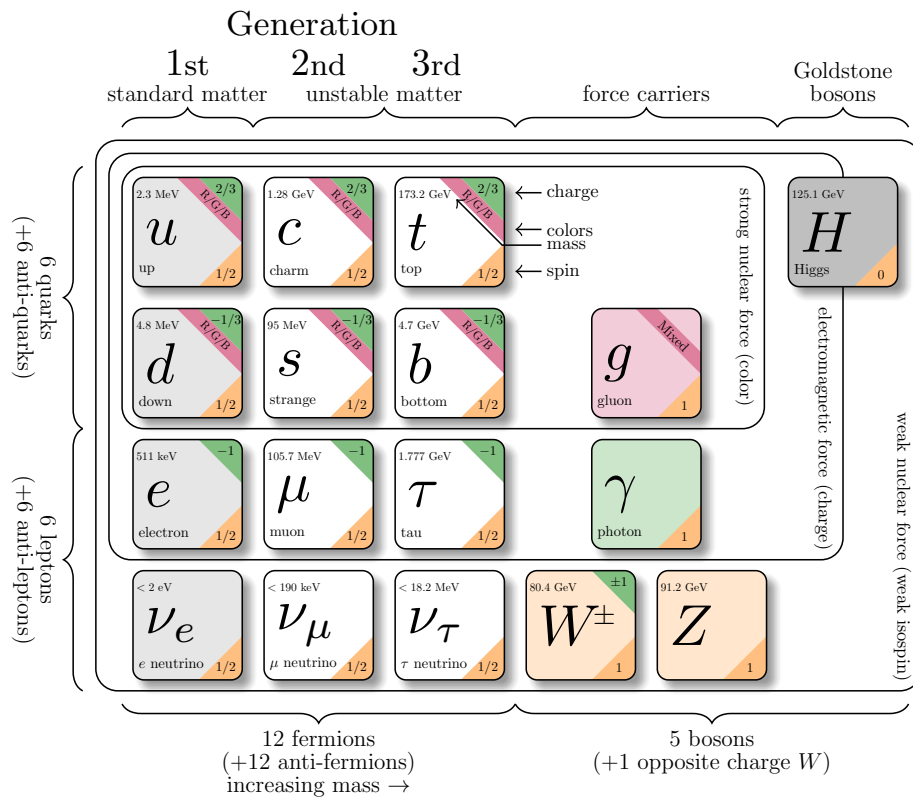 Generation
1st 2nd 3rd
standard matter unstable matter force carriers Goldstone bosons
6 quarks
(+6 anti-quarks)
6 leptons
(+6 anti-leptons)
2.3 MeV 2/3 R/G/B
u
up 1/2
1.28 GeV 2/3 R/G/B
c
charm 1/2
173.2 GeV 2/3 R/G/B
t
top 1/2
charge
colors
mass
spin
strong nuclear force (color)
125.1 GeV
H
Higgs 0
4.8 MeV −1/3 R/G/B
d
down 1/2
95 MeV −1/3 R/G/B
s
strange 1/2
4.7 GeV −1/3 R/G/B
b
bottom 1/2
Mixed
g
gluon 1
electromagnetic force (charge)
weak nuclear force (weak isospin)
511 keV −1
e
electron 1/2
105.7 MeV −1
μ
muon 1/2
1.777 GeV −1
τ
tau 1/2
γ
photon 1
< 2 eV
νe
e neutrino 1/2
< 190 keV
νμ
μ neutrino 1/2
< 18.2 MeV
ντ
τ neutrino 1/2
80.4 GeV ±1
W±
1
91.2 GeV
Z
1
12 fermions
(+12 anti-fermions)
increasing mass →
5 bosons
(+1 opposite charge W)